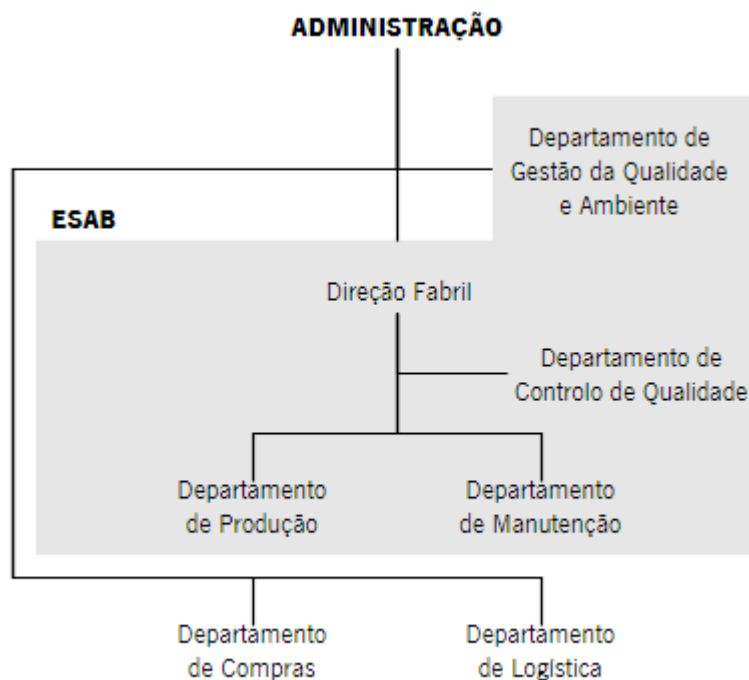 ADMINISTRAÇÃO
Departamento de
Gestão da Qualidade
e Ambiente
ESAB
Direção Fabril
Departamento de
Controlo de Qualidade
Departamento
de Produção
Departamento
de Manutenção
Departamento
de Compras
Departamento
de Logística